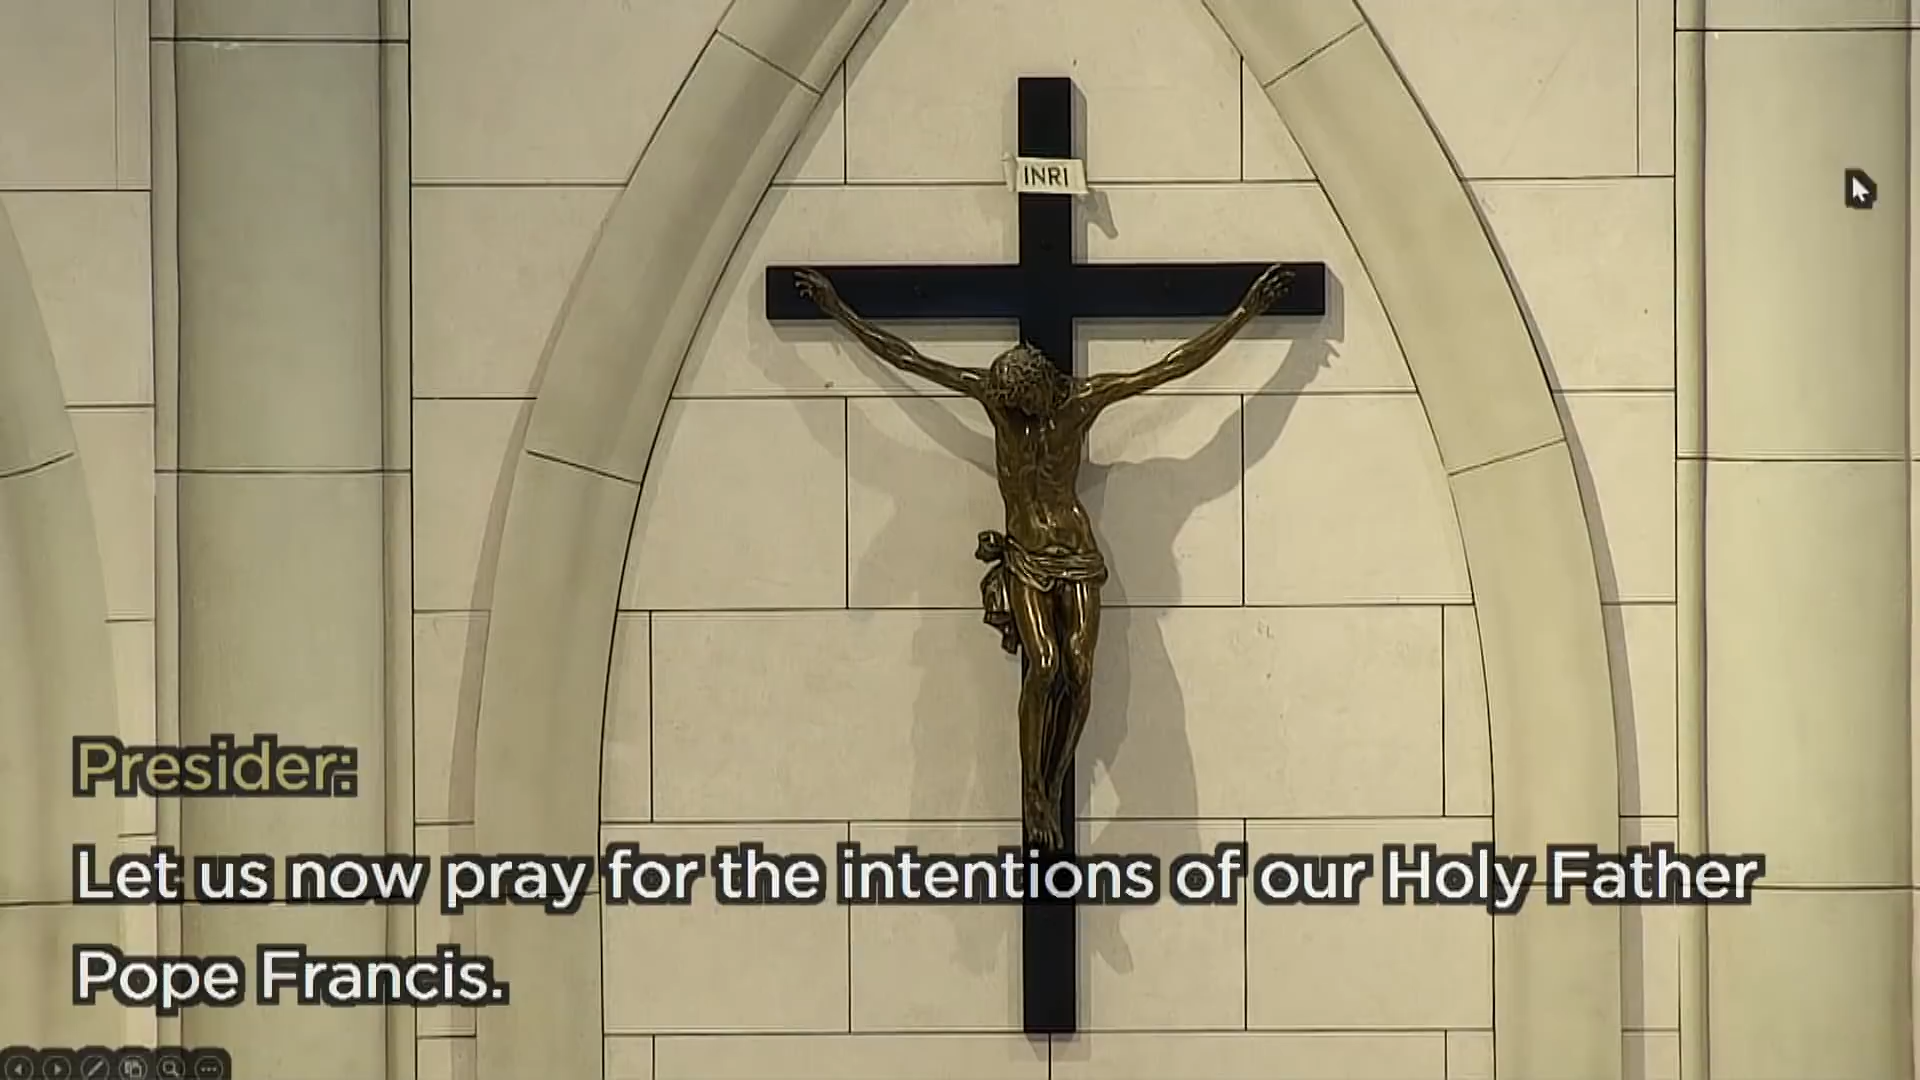 INRI
Presider:
Let us now pray for the intentions of our Holy Father
Pope Francis.